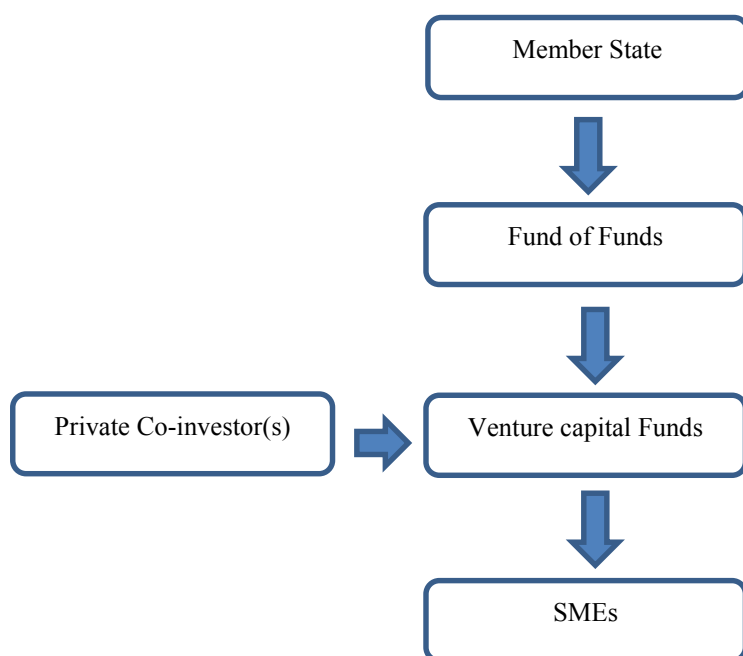 Member State
Fund of Funds
Private Co-investor(s)
Venture capital Funds
SMEs